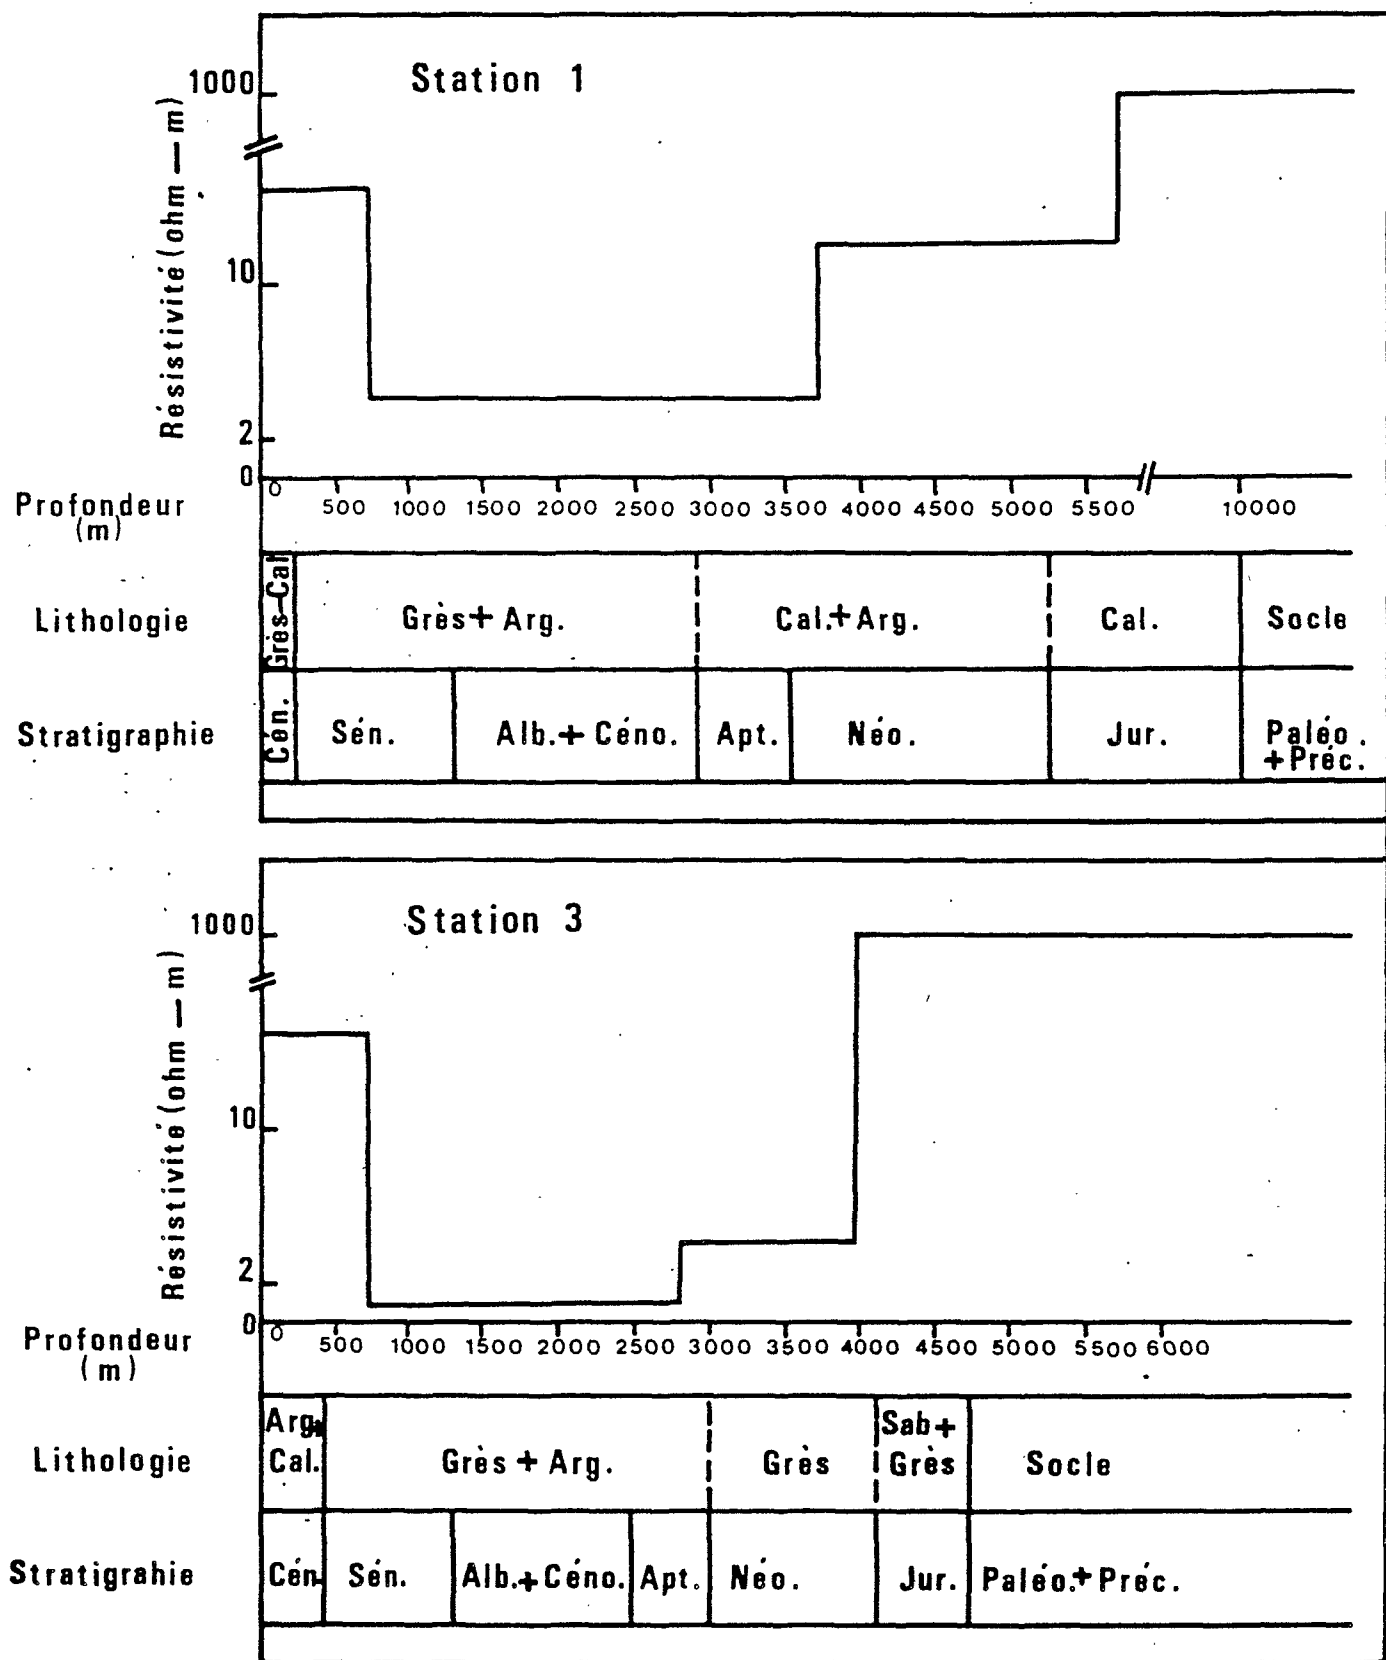 Station 1
1000
10
2
0
Résistivité (ohm — m)
0 500 1000 1500 2000 2500 3000 3500 4000 4500 5000 5500 10000
Profondeur
(m)
Lithologie
Grès-Cal
Grès + Arg.
Cal.+ Arg.
Cal.
Socle
Stratigraphie
Cén.
Sén.
Alb.+ Céno.
Apt.
Néo.
Jur.
Paléo.
+Préc.
Station 3
1000
10
2
0
Résistivité (ohm — m)
0 500 1000 1500 2000 2500 3000 3500 4000 4500 5000 5500 6000
Profondeur
(m)
Lithologie
Arg+
Cal.
Grès + Arg.
Grès
Sab+
Grès
Socle
Stratigrahie
Cén.
Sén.
Alb.+ Céno.
Apt.
Néo.
Jur.
Paléo.+ Préc.